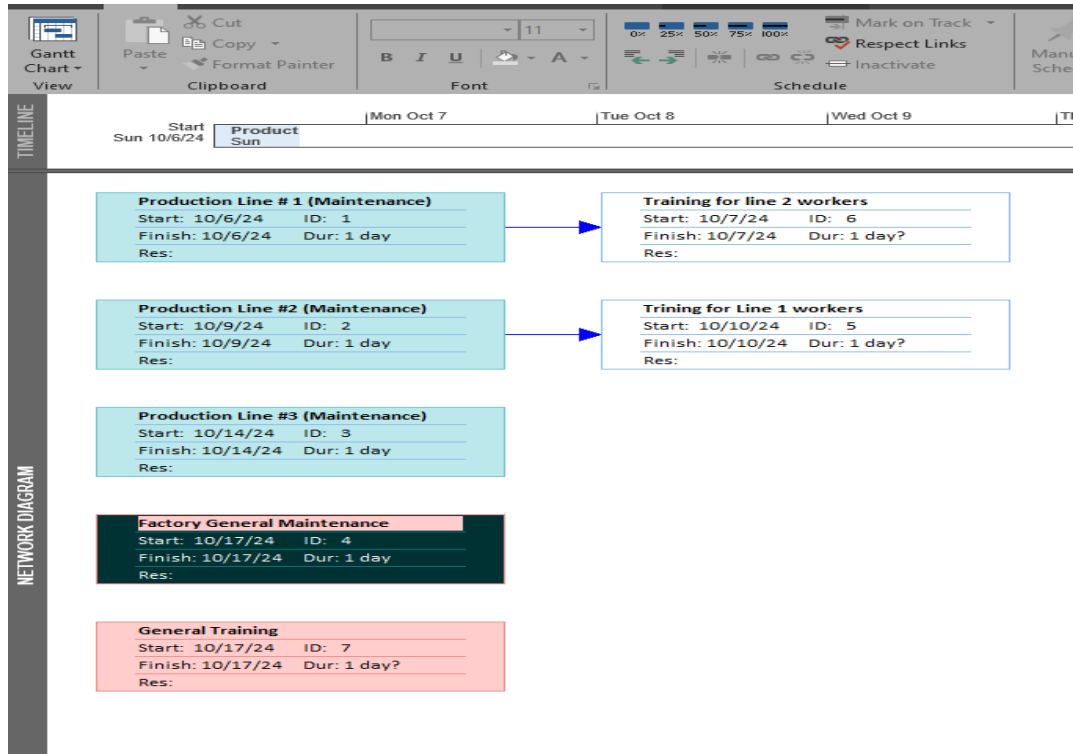 Gantt
Chart
View
Paste
Cut
Copy
Format Painter
Clipboard
11
B I U A
Font
0% 25% 50% 75% 100%
Mark on Track
Respect Links
Inactivate
Schedule
Manu
Sche
TIMELINE
Start
Sun 10/6/24
Product
Sun
Mon Oct 7
Tue Oct 8
Wed Oct 9
NETWORK DIAGRAM
Production Line # 1 (Maintenance)
Start: 10/6/24 ID: 1
Finish: 10/6/24 Dur: 1 day
Res:
Training for line 2 workers
Start: 10/7/24 ID: 6
Finish: 10/7/24 Dur: 1 day?
Res:
Production Line #2 (Maintenance)
Start: 10/9/24 ID: 2
Finish: 10/9/24 Dur: 1 day
Res:
Trining for Line 1 workers
Start: 10/10/24 ID: 5
Finish: 10/10/24 Dur: 1 day?
Res:
Production Line #3 (Maintenance)
Start: 10/14/24 ID: 3
Finish: 10/14/24 Dur: 1 day
Res:
Factory General Maintenance
Start: 10/17/24 ID: 4
Finish: 10/17/24 Dur: 1 day
Res:
General Training
Start: 10/17/24 ID: 7
Finish: 10/17/24 Dur: 1 day?
Res: